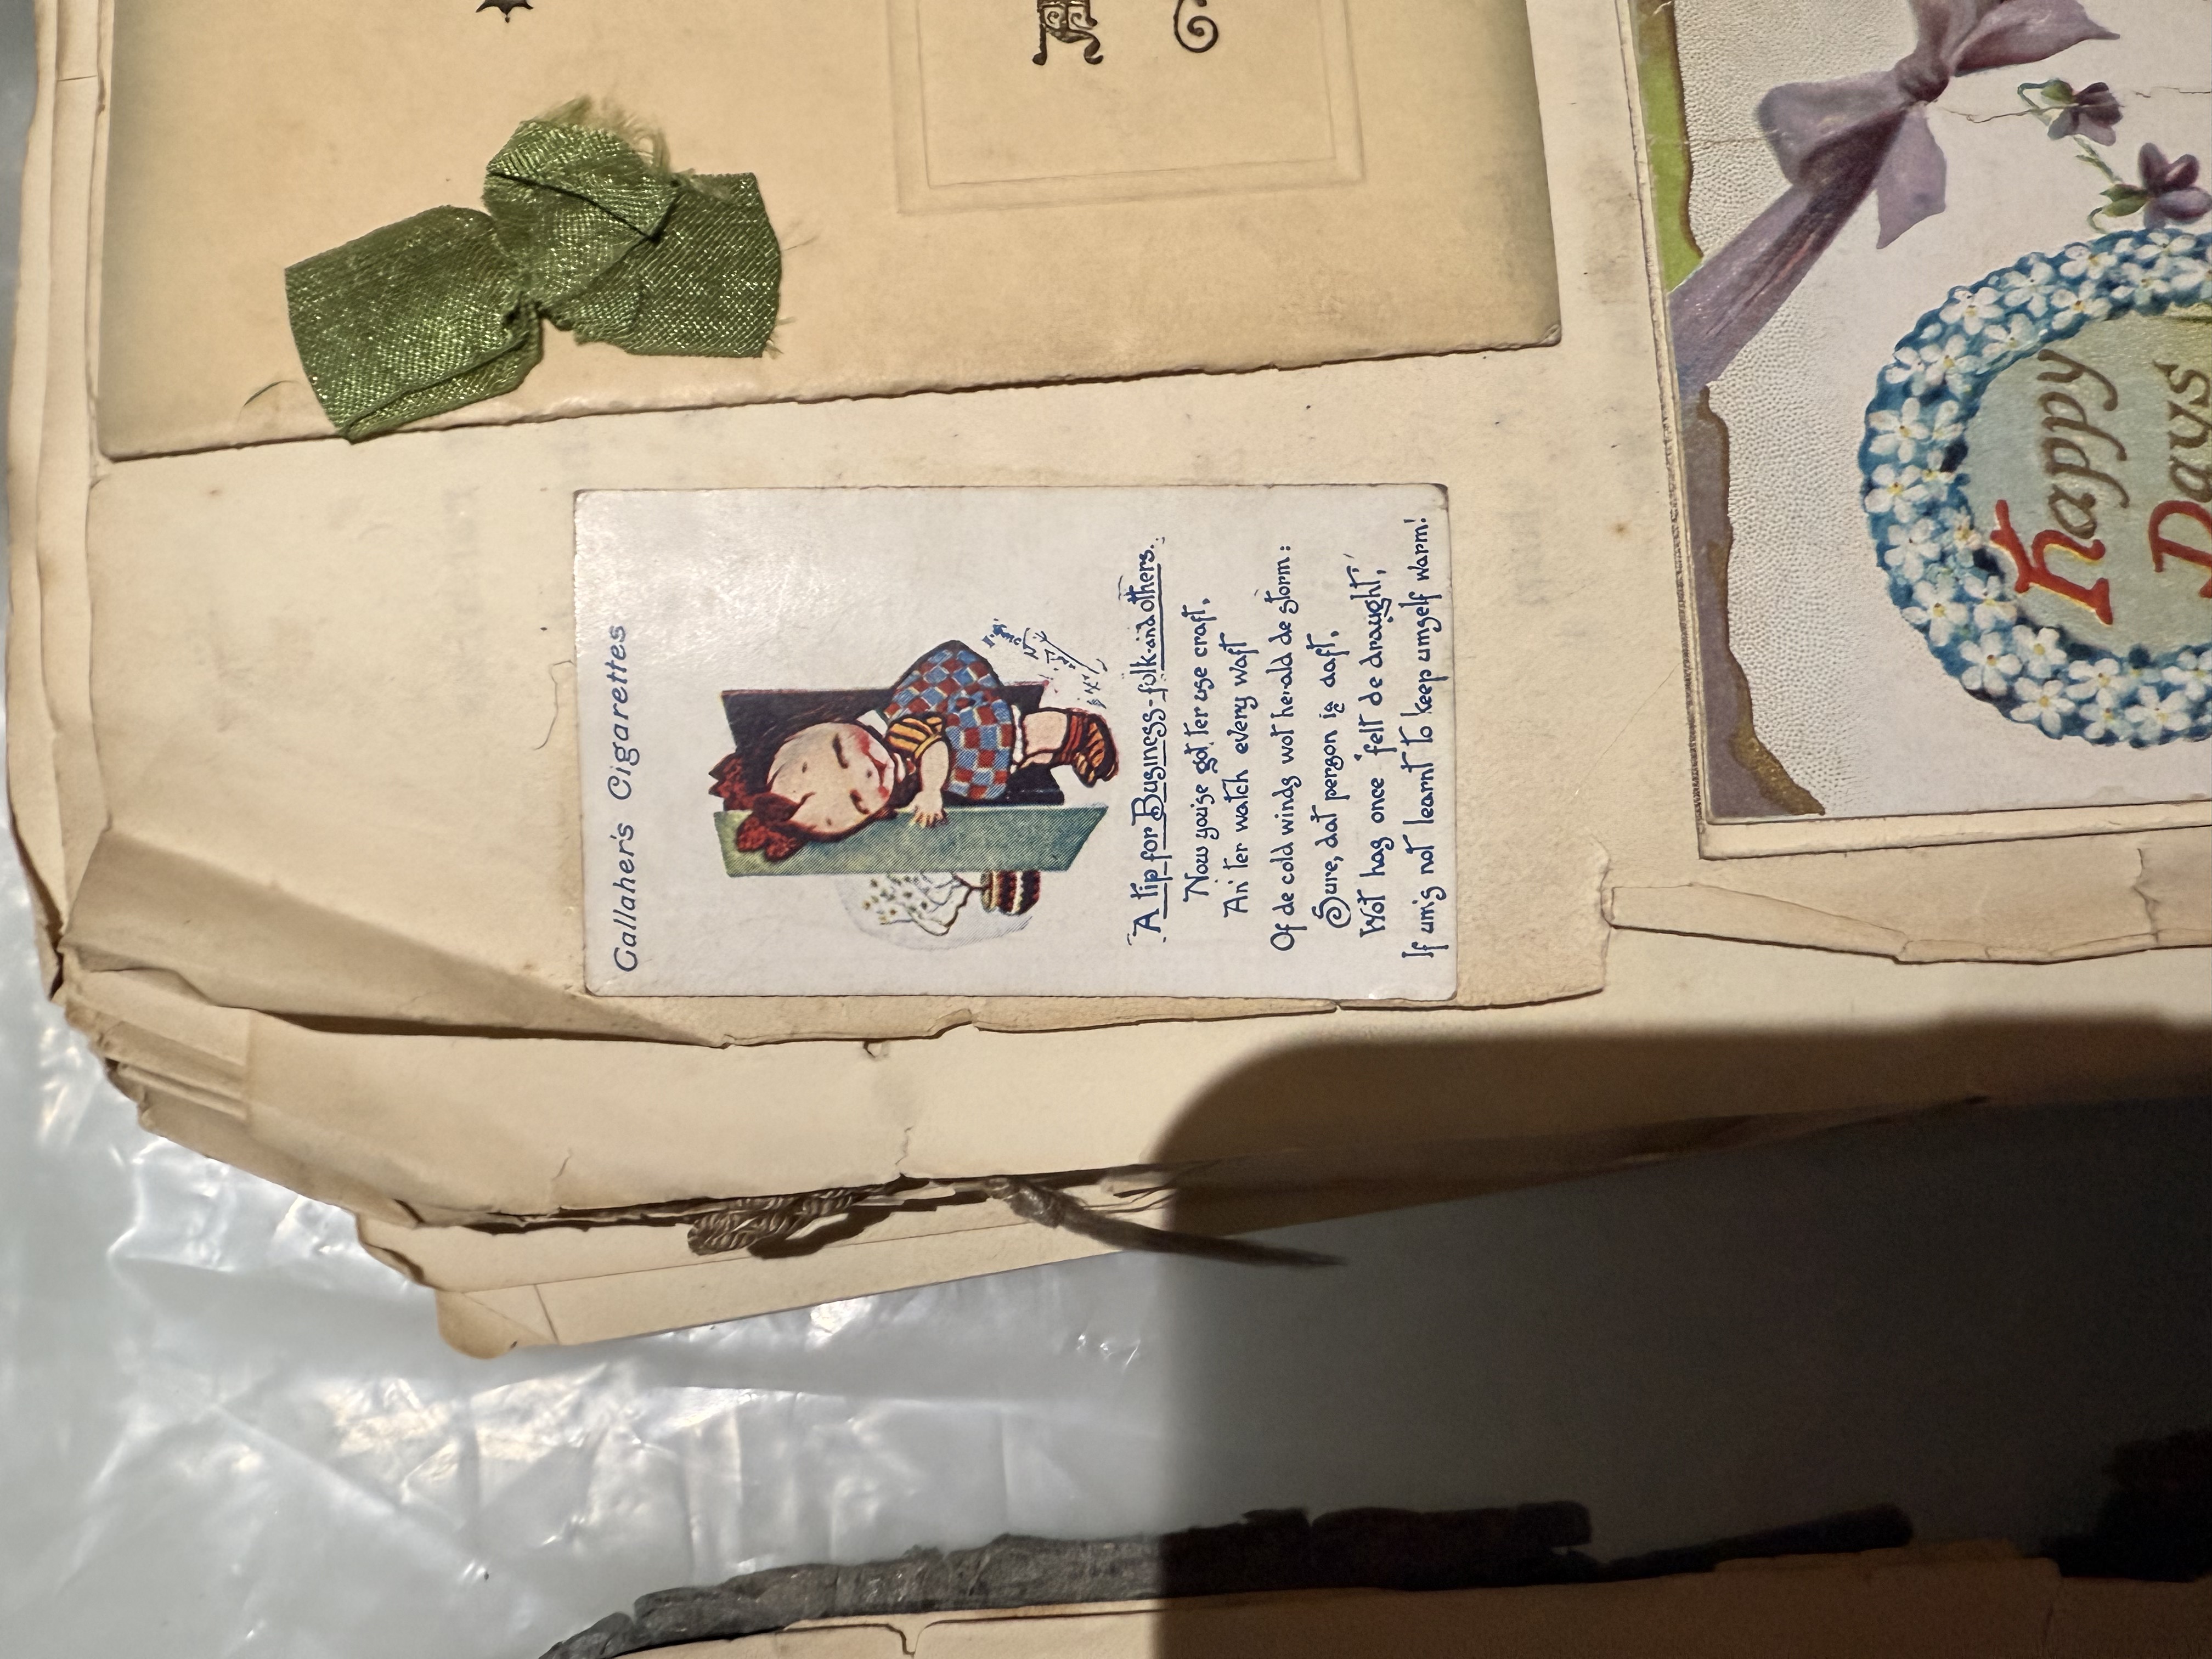 Gallaher's Cigarettes
"A tip for Business-folk-and others."
Now youse got ter use craft,
An' ter watch every waft
Of de cold winds wot herald de storm:
Sure, dat person is daft,
Wot has once 'felt de draught,'
If um's not learnt to keep umself warm!
Happy
Days